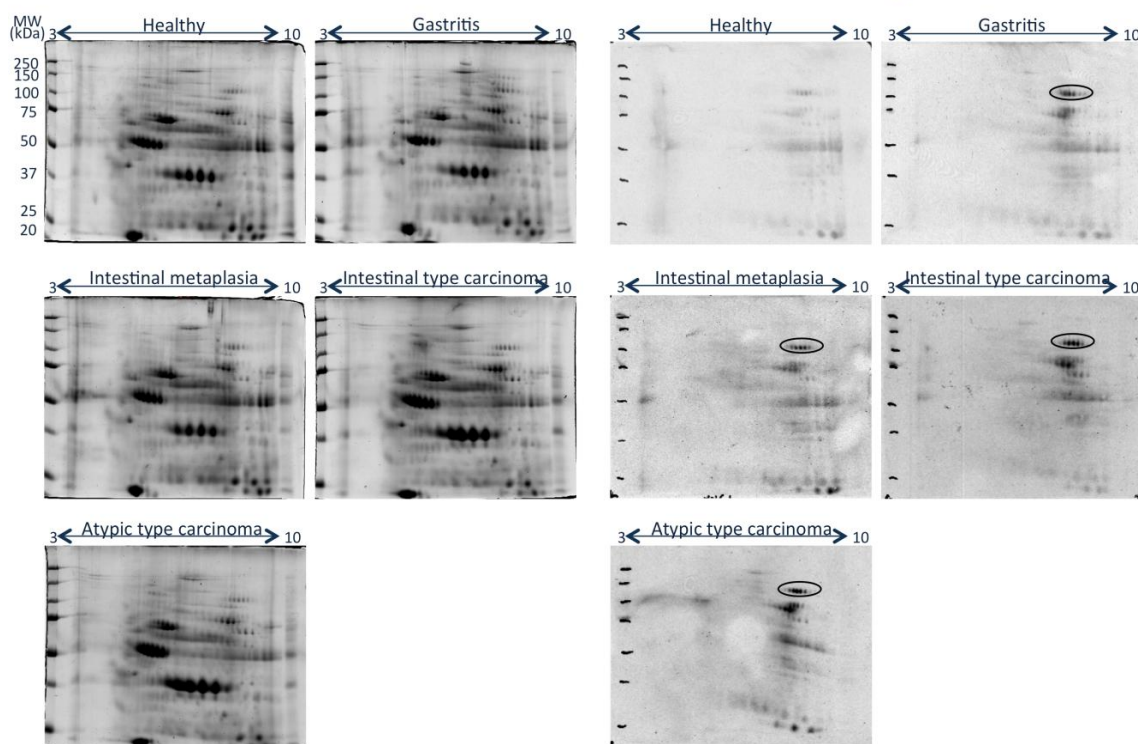 MW
(kDa)
3 Healthy 10
3 Gastritis 10
3 Healthy 10
3 Gastritis 10
250
150
100
75
50
37
25
20
3 Intestinal metaplasia 10
3 Intestinal type carcinoma 10
3 Intestinal metaplasia 10
3 Intestinal type carcinoma 10
3 Atypic type carcinoma 10
3 Atypic type carcinoma 10